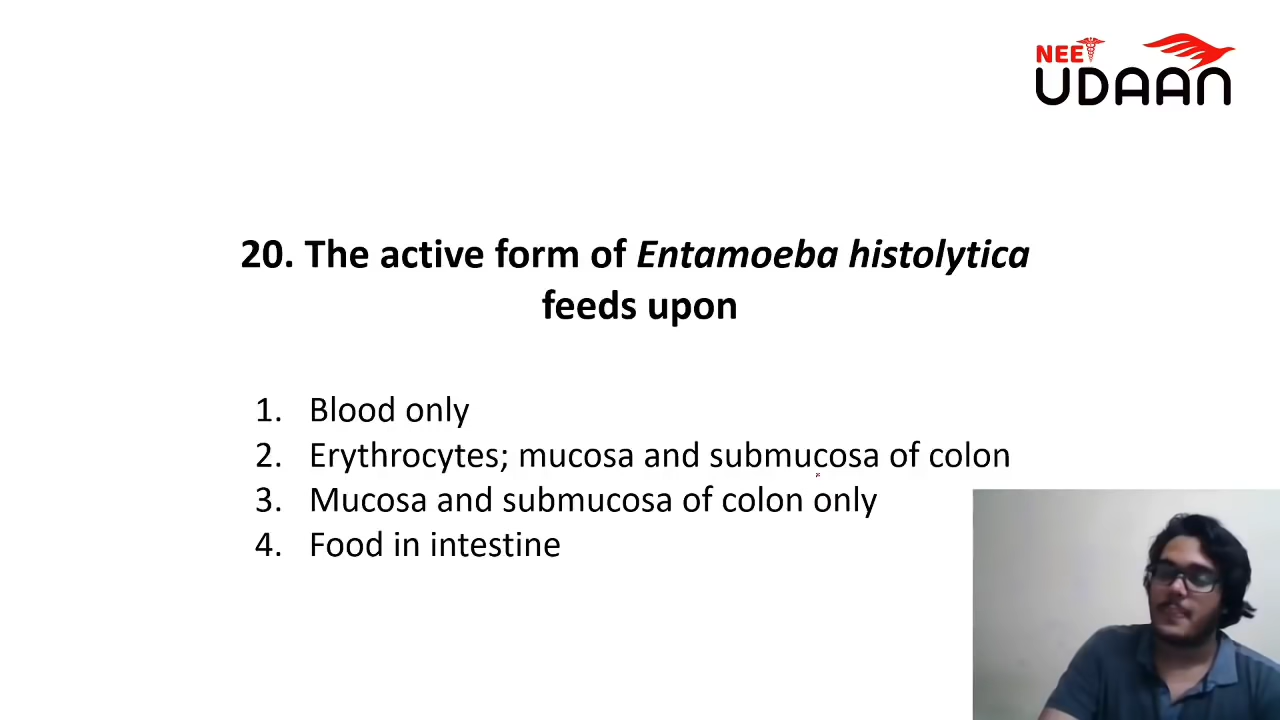 NEET
UDAAN
20. The active form of Entamoeba histolytica
feeds upon
1. Blood only
2. Erythrocytes; mucosa and submucosa of colon
3. Mucosa and submucosa of colon only
4. Food in intestine